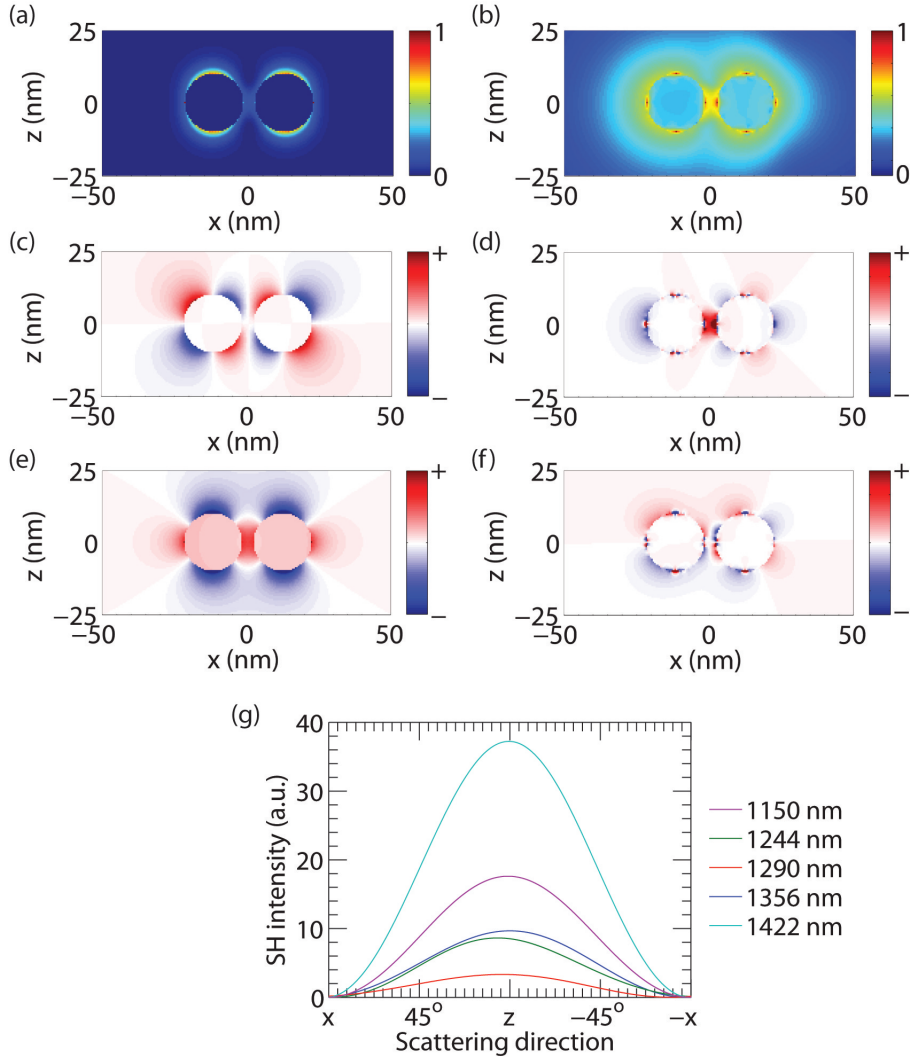 (a)
25
z (nm)
0
−25
−50
0
50
x (nm)
1
0
(b)
25
z (nm)
0
−25
−50
0
50
x (nm)
1
0
(c)
25
z (nm)
0
−25
−50
0
50
x (nm)
+
−
(d)
25
z (nm)
0
−25
−50
0
50
x (nm)
+
−
(e)
25
z (nm)
0
−25
−50
0
50
x (nm)
+
−
(f)
25
z (nm)
0
−25
−50
0
50
x (nm)
+
−
(g)
40
30
20
10
0
SH intensity (a.u.)
x
45°
z
−45°
−x
Scattering direction
1150 nm
1244 nm
1290 nm
1356 nm
1422 nm